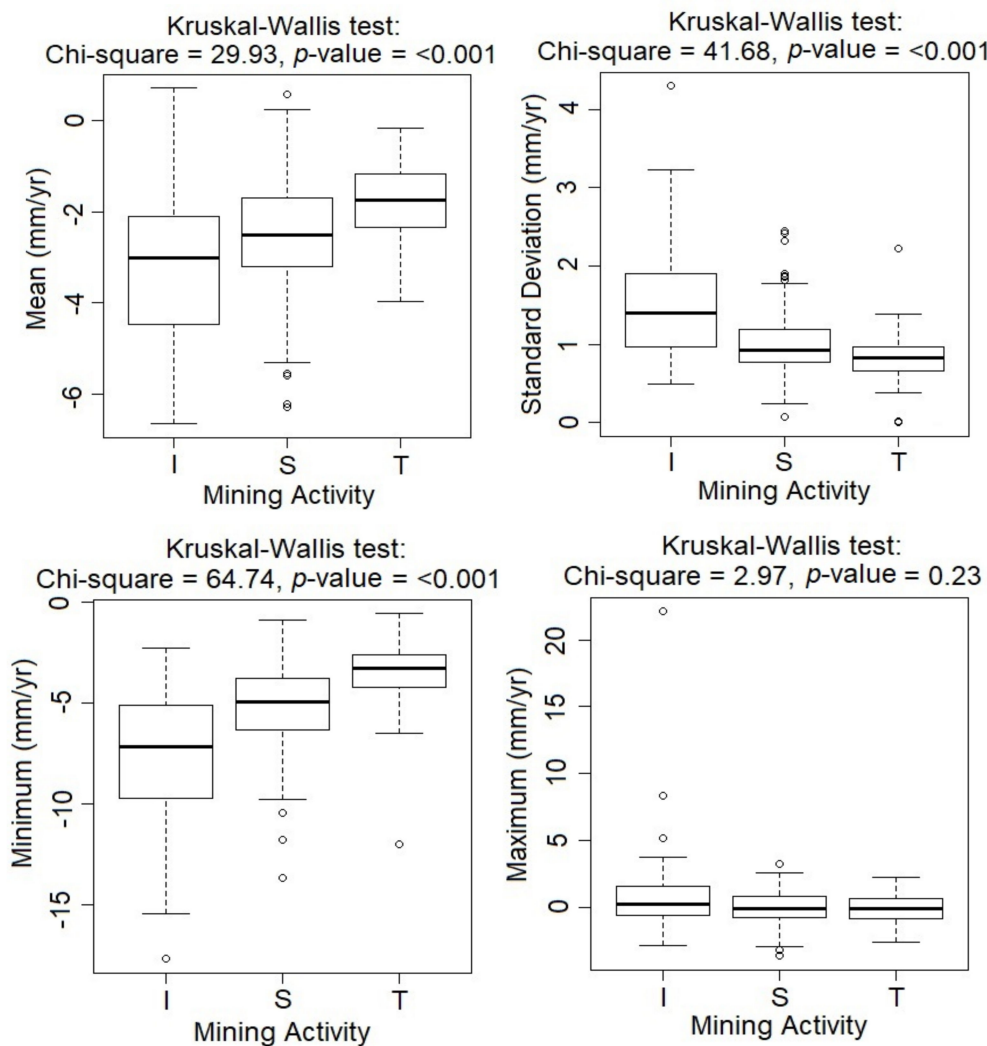 Kruskal-Wallis test:
Chi-square = 29.93, p-value = <0.001
0
-2
-4
-6
Mean (mm/yr)
I S T
Mining Activity
Kruskal-Wallis test:
Chi-square = 41.68, p-value = <0.001
4
3
2
1
0
Standard Deviation (mm/yr)
I S T
Mining Activity
Kruskal-Wallis test:
Chi-square = 64.74, p-value = <0.001
0
-5
-10
-15
Minimum (mm/yr)
I S T
Mining Activity
Kruskal-Wallis test:
Chi-square = 2.97, p-value = 0.23
20
15
10
5
0
Maximum (mm/yr)
I S T
Mining Activity